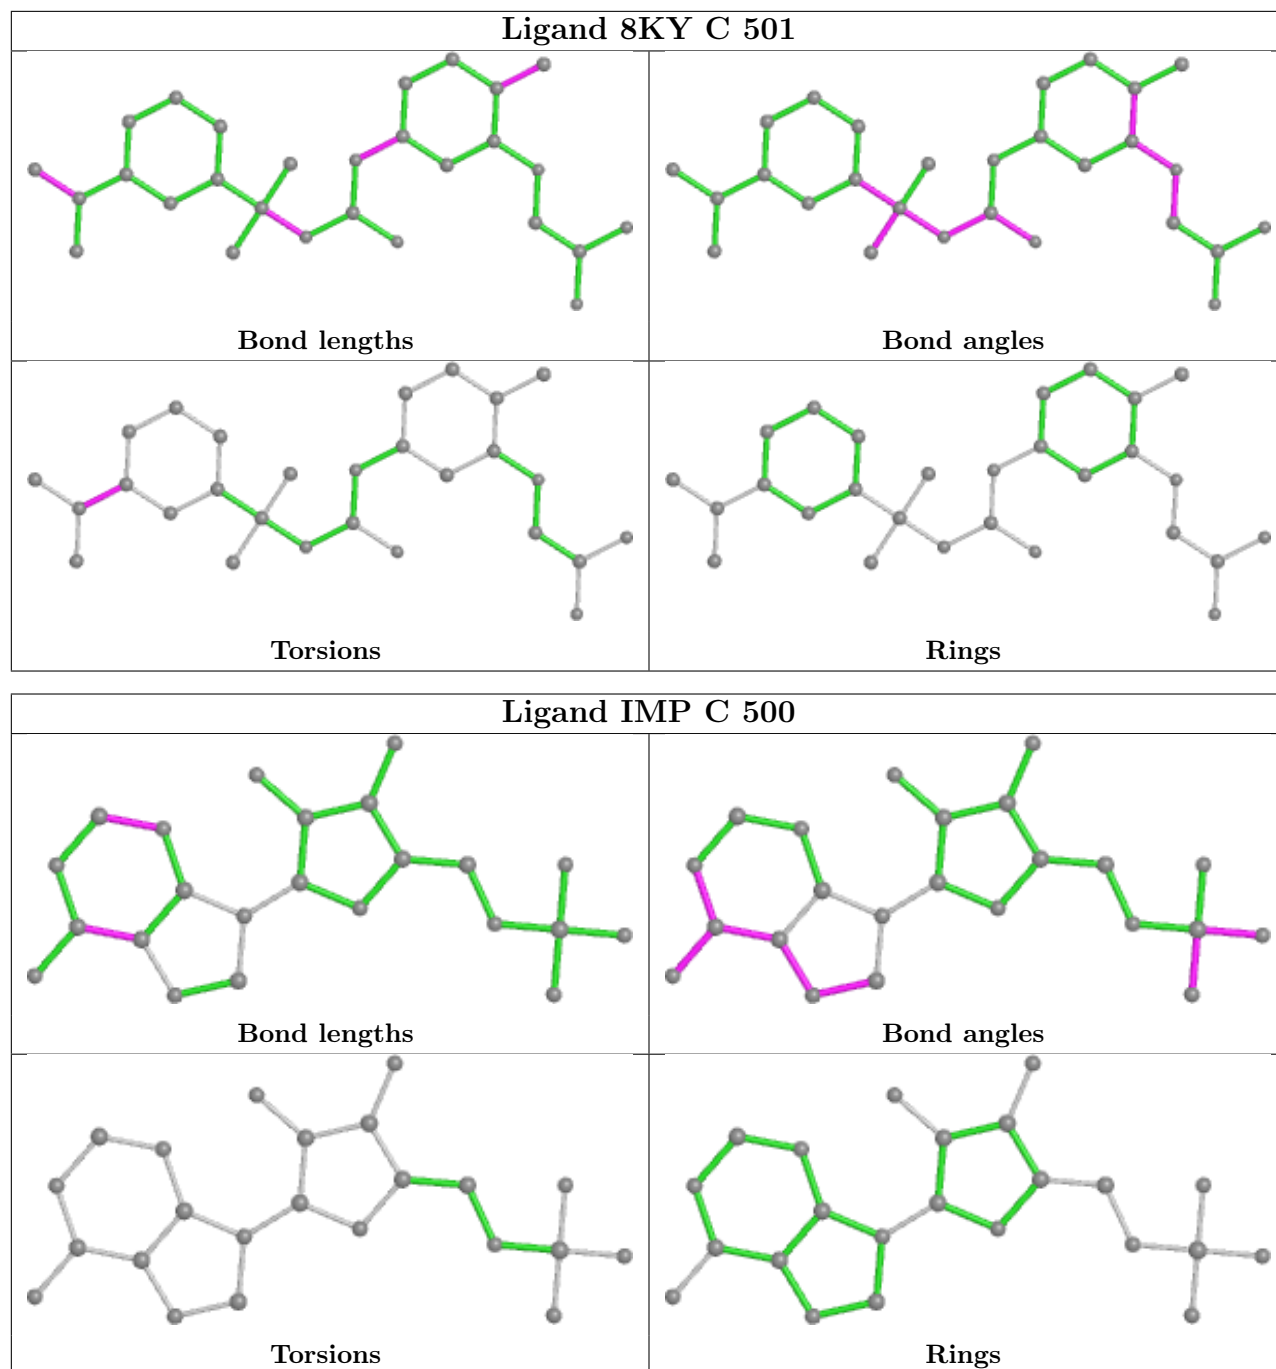 Ligand 8KY C 501
Bond lengths
Bond angles
Torsions
Rings
Ligand IMP C 500
Bond lengths
Bond angles
Torsions
Rings